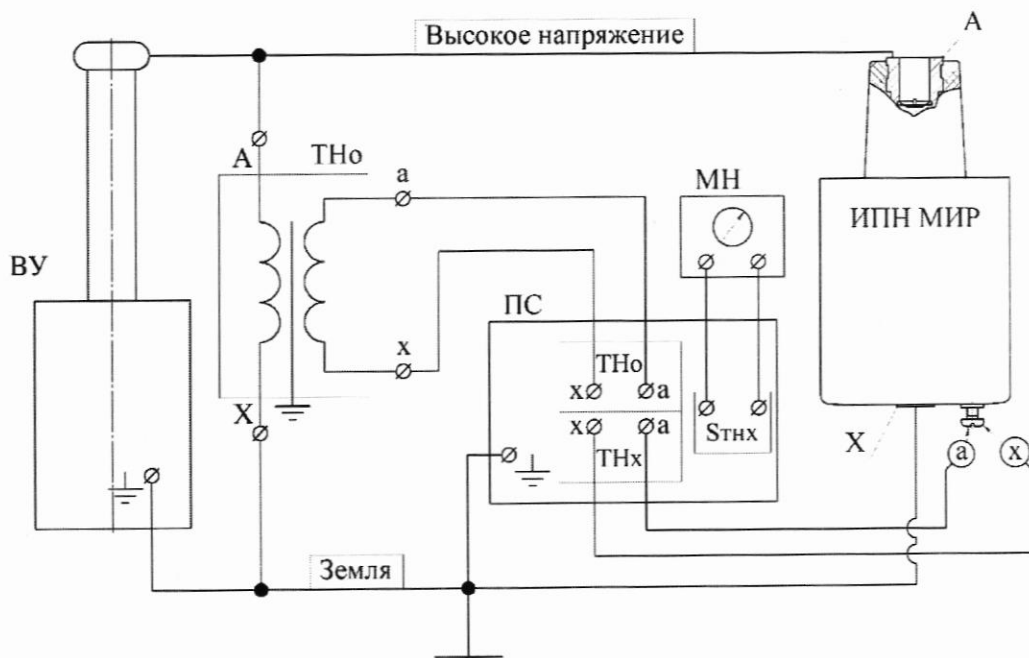 Высокое напряжение
А
А
ТНо
а
МН
ИПН МИР
ВУ
ПС
х
ТНо
х а
Sтнх
х а
ТНх
Х
Х
а
х
Земля